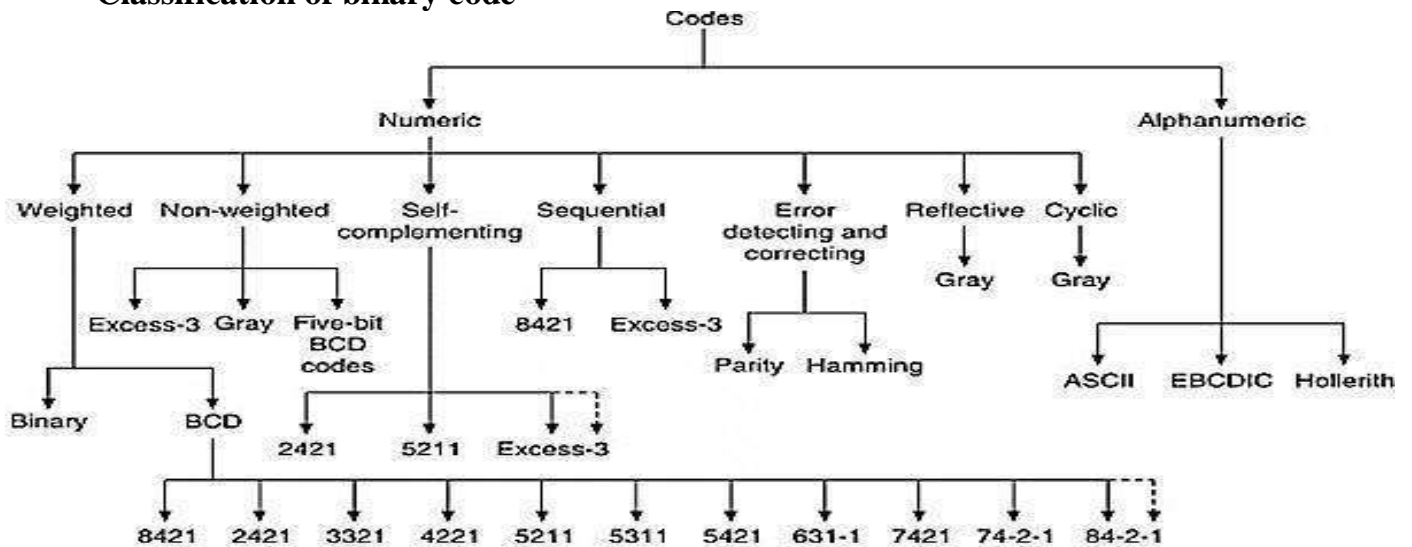 Classification of binary code
Codes
Numeric Alphanumeric
Weighted Non-weighted Self- Sequential Error Reflective Cyclic
complementing detecting and
correcting
Gray Gray
Excess-3 Gray Five-bit 8421 Excess-3
BCD
codes
Parity Hamming
ASCII EBCDIC Hollerith
Binary BCD
2421 5211 Excess-3
8421 2421 3321 4221 5211 5311 5421 631-1 7421 74-2-1 84-2-1